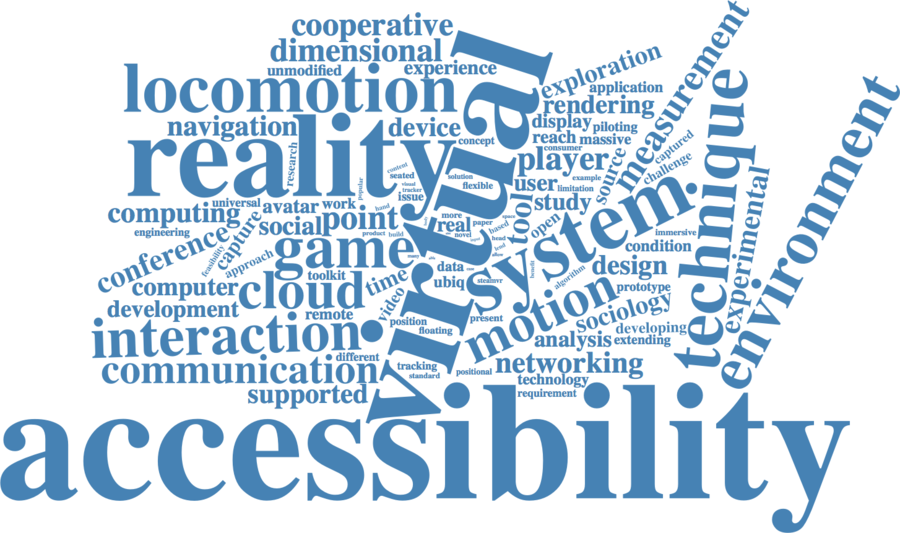 cooperative
dimensional
unmodified
experience
virtual
locomotion
exploration
application
rendering
measurement
environment
technique
reality
navigation
device
concept
display
piloting
reach
massive
consumer
player
source
captured
challenge
research
content
seated
visual
tracker
popular
solution
flexible
user
example
limitation
issue
universal
avatar
work
hand
computing
engineering
capture
social
point
more
real
paper
space
tool
study
open
system
immersive
experimental
conference
feasibility
approach
game
product
build
novel
based
head
condition
many
data
computer
toolkit
cloud
time
ubiq
steamvr
benefit
algorithm
design
development
remote
video
motion
prototype
sociology
interaction
position
floating
present
analysis
developing
extending
different
communication
tracking
standard
positional
networking
technology
supported
requirement
accessibility